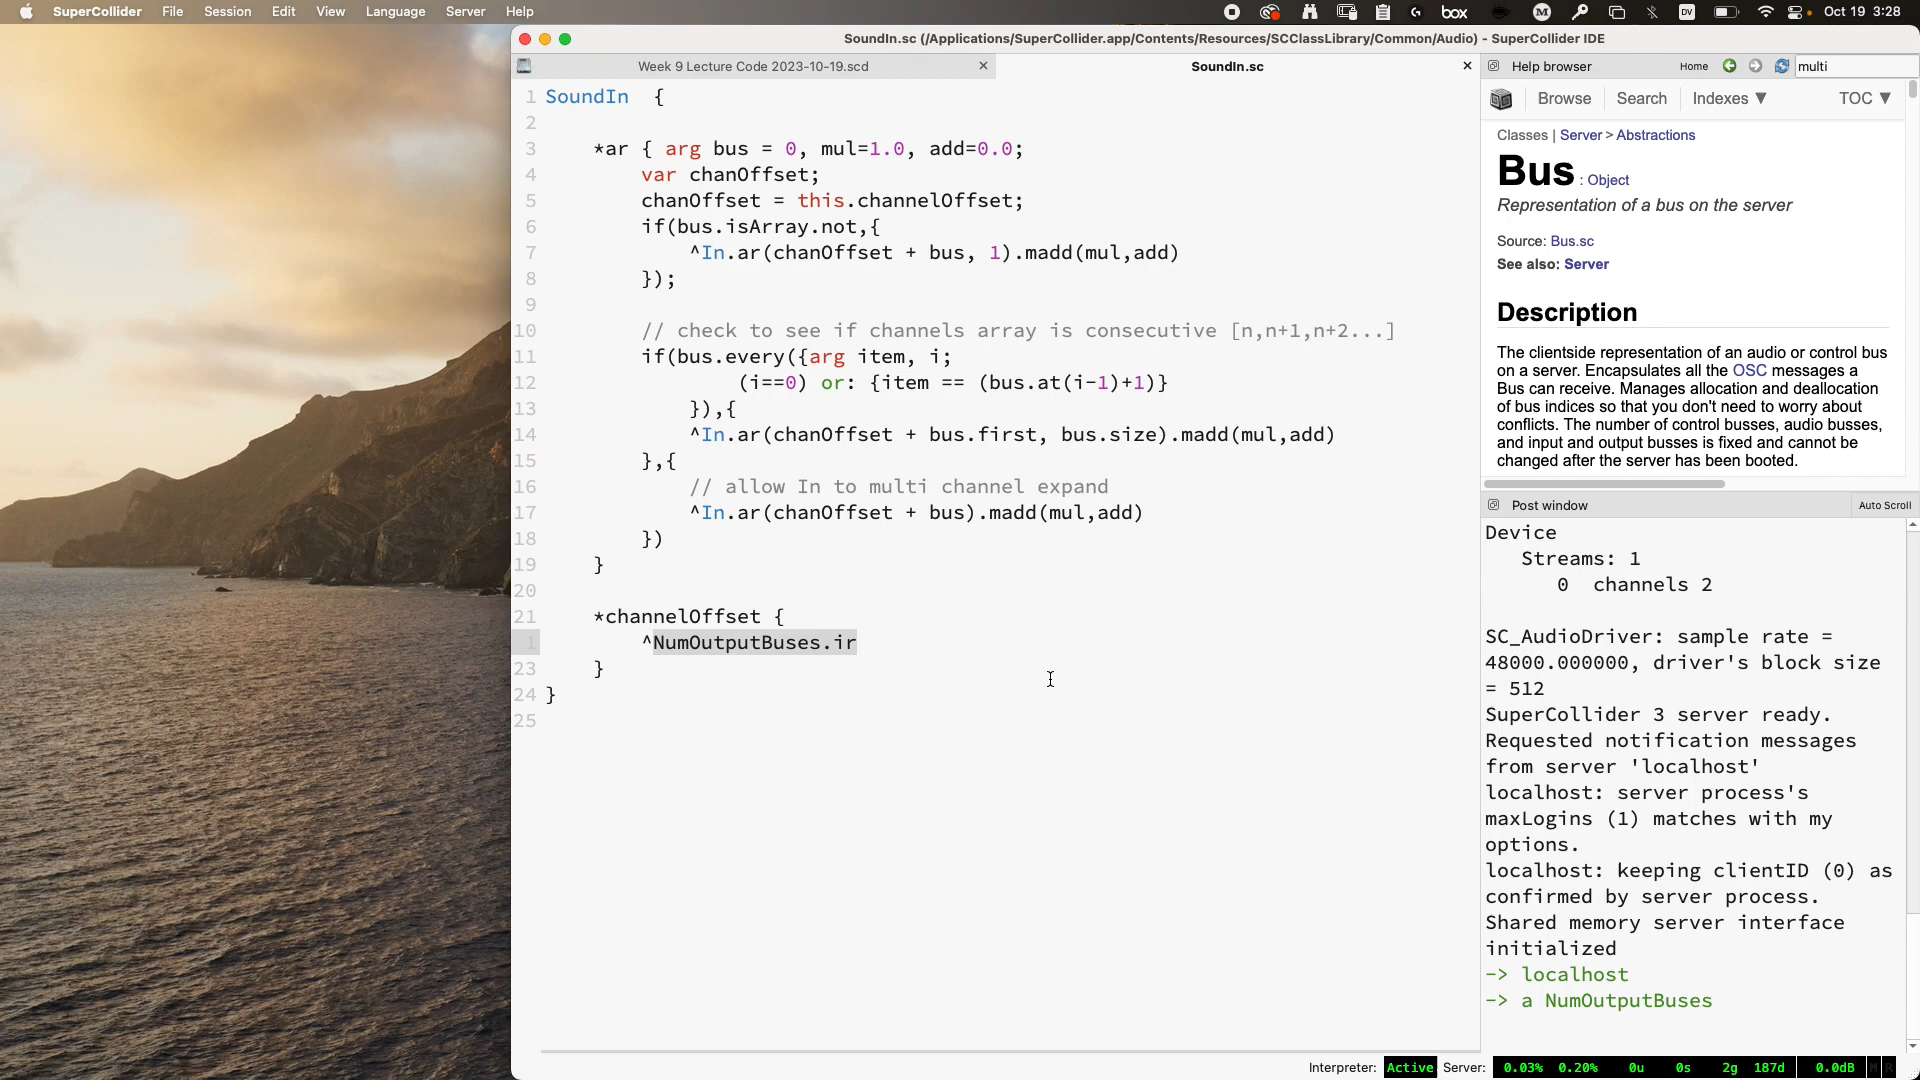 SuperCollider File Session Edit View Language Server Help box DV Oct 19 3:28
SoundIn.sc (/Applications/SuperCollider.app/Contents/Resources/SCClassLibrary/Common/Audio) - SuperCollider IDE
Week 9 Lecture Code 2023-10-19.scd
SoundIn.sc
1 SoundIn {
2
3 *ar { arg bus = 0, mul=1.0, add=0.0;
4 var chanOffset;
5 chanOffset = this.channelOffset;
6 if(bus.isArray.not,{
7 ^In.ar(chanOffset + bus, 1).madd(mul,add)
8 });
9
10 // check to see if channels array is consecutive [n,n+1,n+2...]
11 if(bus.every({arg item, i;
12 (i==0) or: {item == (bus.at(i-1)+1)}
13 }),{
14 ^In.ar(chanOffset + bus.first, bus.size).madd(mul,add)
15 },{
16 // allow In to multi channel expand
17 ^In.ar(chanOffset + bus).madd(mul,add)
18 })
19 }
20
21 *channelOffset {
1 ^NumOutputBuses.ir
23 }
24 }
25
Help browser Home multi
Browse Search Indexes ▼ TOC ▼
Classes | Server > Abstractions
Bus : Object
Representation of a bus on the server
Source: Bus.sc
See also: Server
Description
The clientside representation of an audio or control bus
on a server. Encapsulates all the OSC messages a
Bus can receive. Manages allocation and deallocation
of bus indices so that you don't need to worry about
conflicts. The number of control busses, audio busses,
and input and output busses is fixed and cannot be
changed after the server has been booted.
Post window Auto Scroll
Device
Streams: 1
0 channels 2
SC_AudioDriver: sample rate =
48000.000000, driver's block size
= 512
SuperCollider 3 server ready.
Requested notification messages
from server 'localhost'
localhost: server process's
maxLogins (1) matches with my
options.
localhost: keeping clientID (0) as
confirmed by server process.
Shared memory server interface
initialized
-> localhost
-> a NumOutputBuses
Interpreter: Active Server: 0.03% 0.20% 0u 0s 2g 187d 0.0dB M R